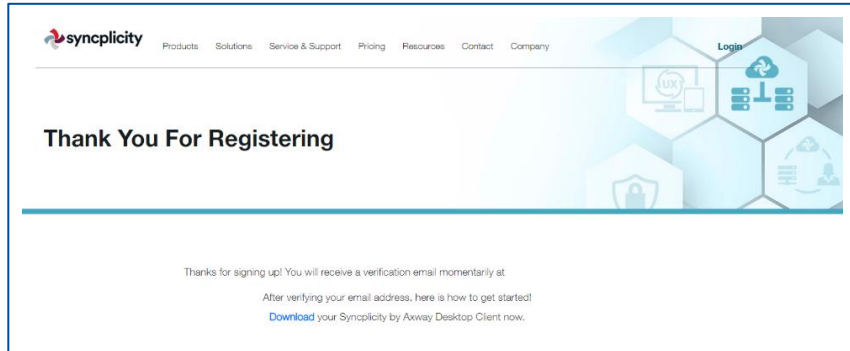 syncplicity
Products Solutions Service & Support Pricing Resources Contact Company Login
UX
Thank You For Registering
Thanks for signing up! You will receive a verification email momentarily at
After verifying your email address, here is how to get started!
Download your Syncplicity by Axway Desktop Client now.